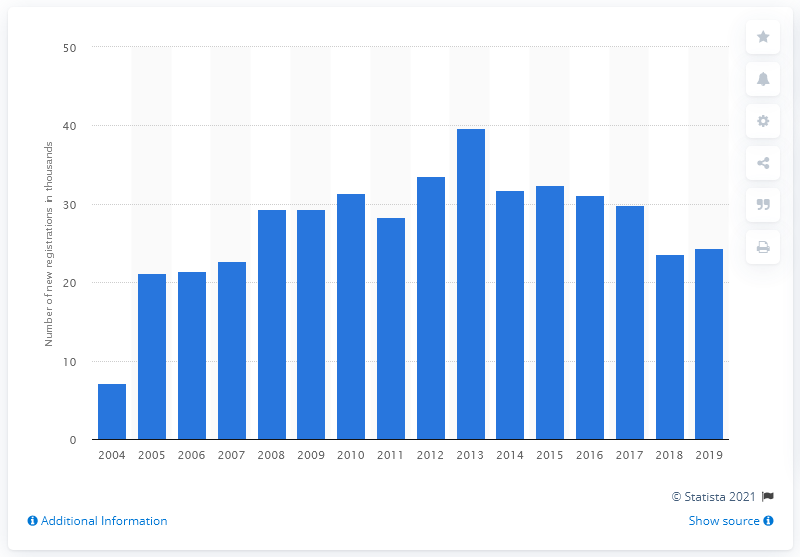 Number of new registrations in thousands
50
40
30
20
10
0
2004 2005 2006 2007 2008 2009 2010 2011 2012 2013 2014 2015 2016 2017 2018 2019
© Statista 2021
Additional Information
Show source